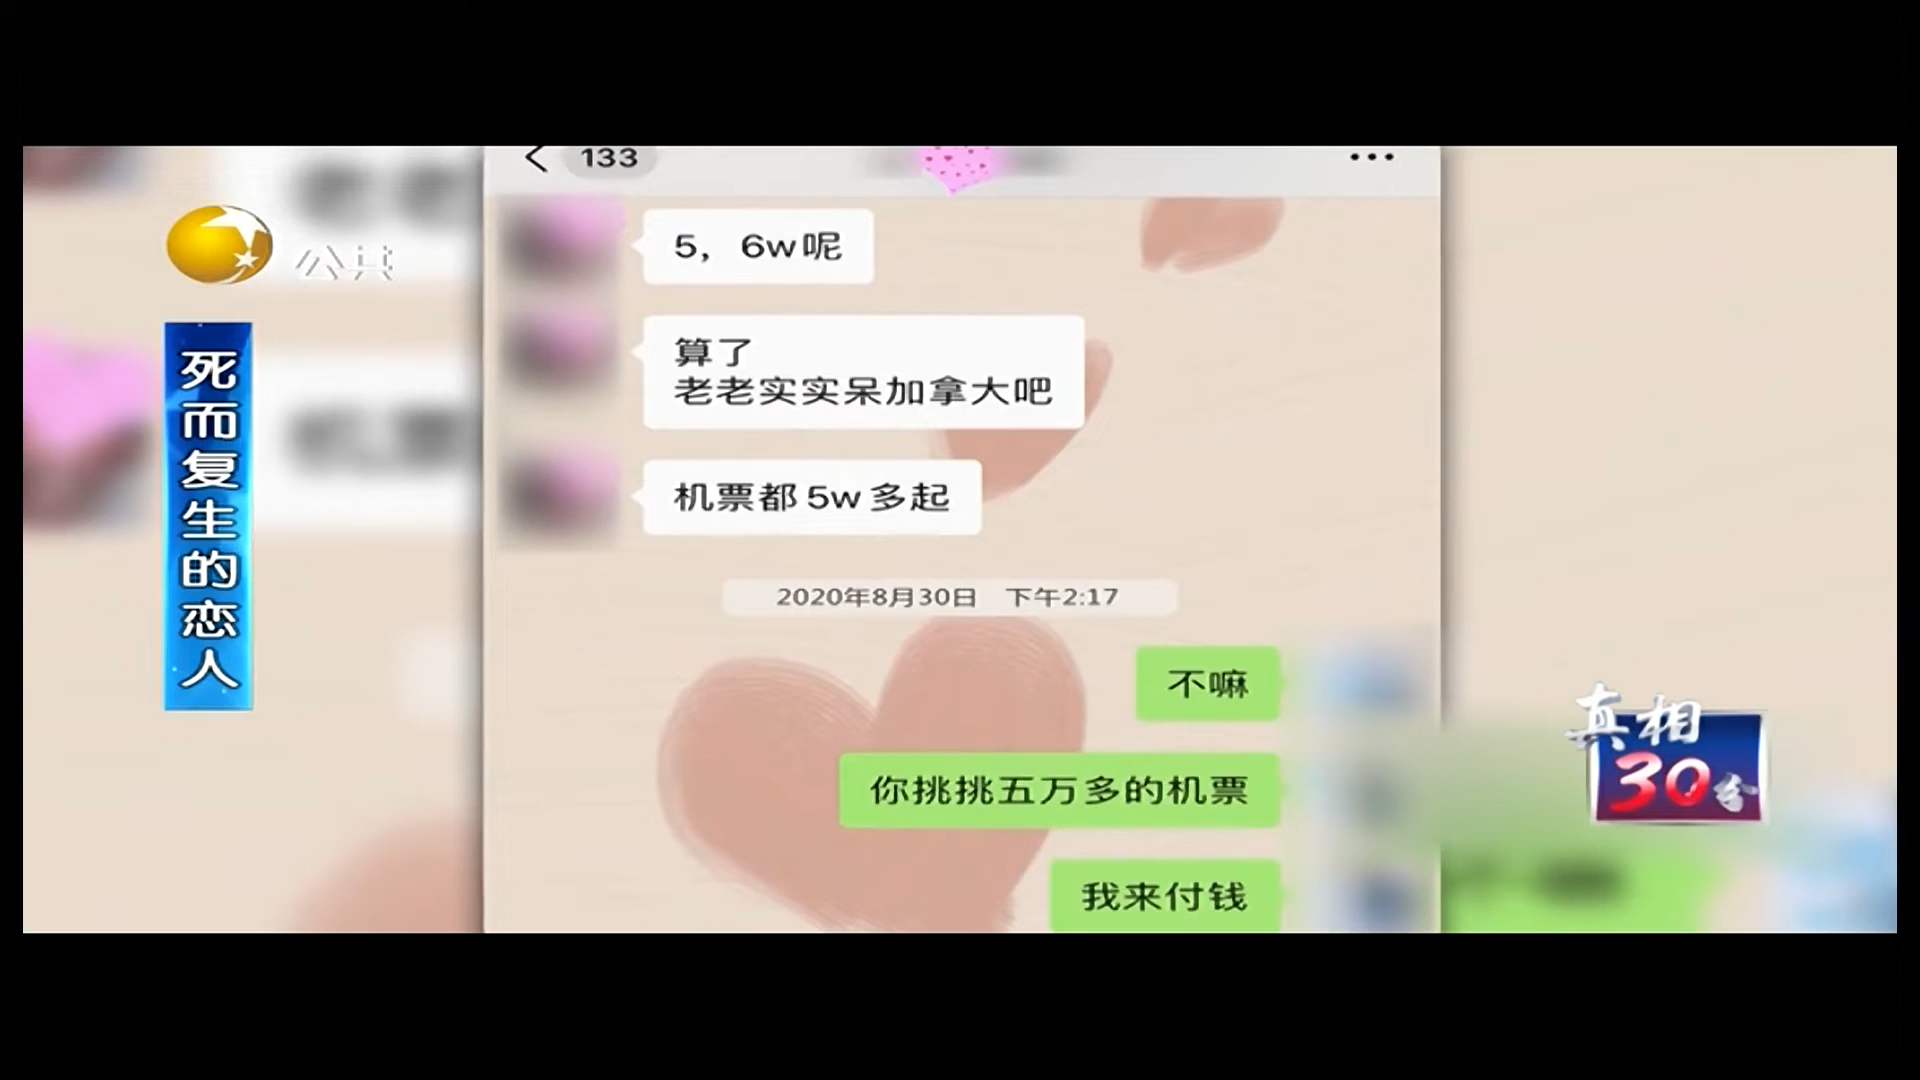 133
5，6w呢
算了
老老实实呆加拿大吧
机票都5w多起
2020年8月30日 下午2:17
不嘛
你挑挑五万多的机票
我来付钱
公共
死而复生的恋人
真相
30分